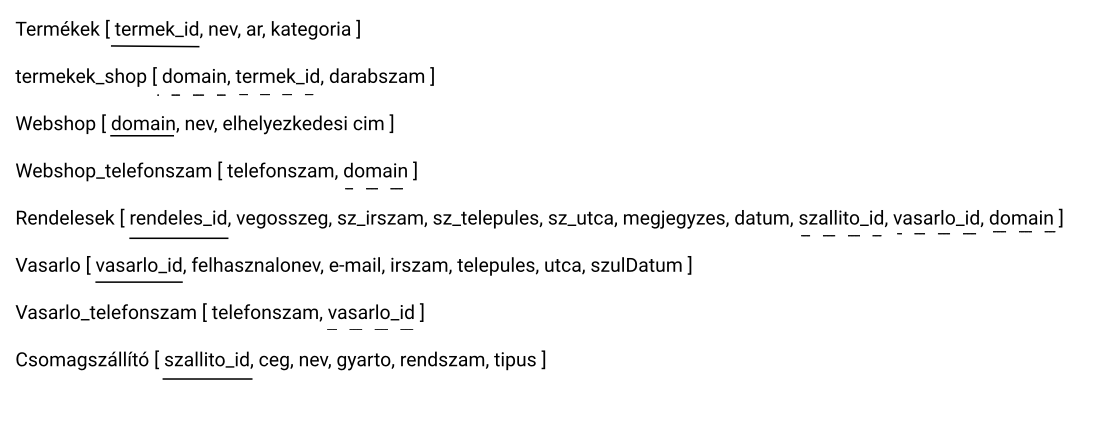 Termékek [ termek_id, nev, ar, kategoria ]
termekek_shop [ domain, termek_id, darabszam ]
Webshop [ domain, nev, elhelyezkedesi cim ]
Webshop_telefonszam [ telefonszam, domain ]
Rendelesek [ rendeles_id, vegosszeg, sz_irszam, sz_telepules, sz_utca, megjegyzes, datum, szallito_id, vasarlo_id, domain ]
Vasarlo [ vasarlo_id, felhasznalonev, e-mail, irszam, telepules, utca, szulDatum ]
Vasarlo_telefonszam [ telefonszam, vasarlo_id ]
Csomagszállító [ szallito_id, ceg, nev, gyarto, rendszam, tipus ]